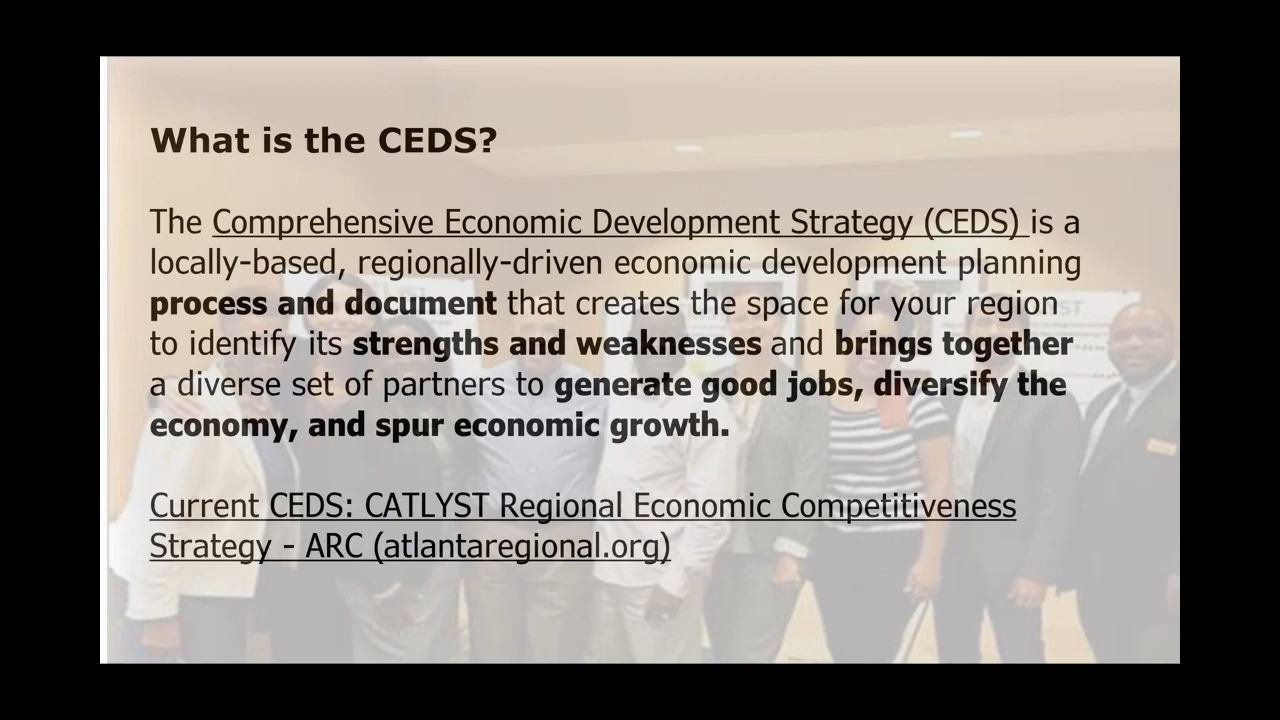 What is the CEDS?
The Comprehensive Economic Development Strategy (CEDS) is a
locally-based, regionally-driven economic development planning
process and document that creates the space for your region
to identify its strengths and weaknesses and brings together
a diverse set of partners to generate good jobs, diversify the
economy, and spur economic growth.
Current CEDS: CATLYST Regional Economic Competitiveness
Strategy - ARC (atlantaregional.org)